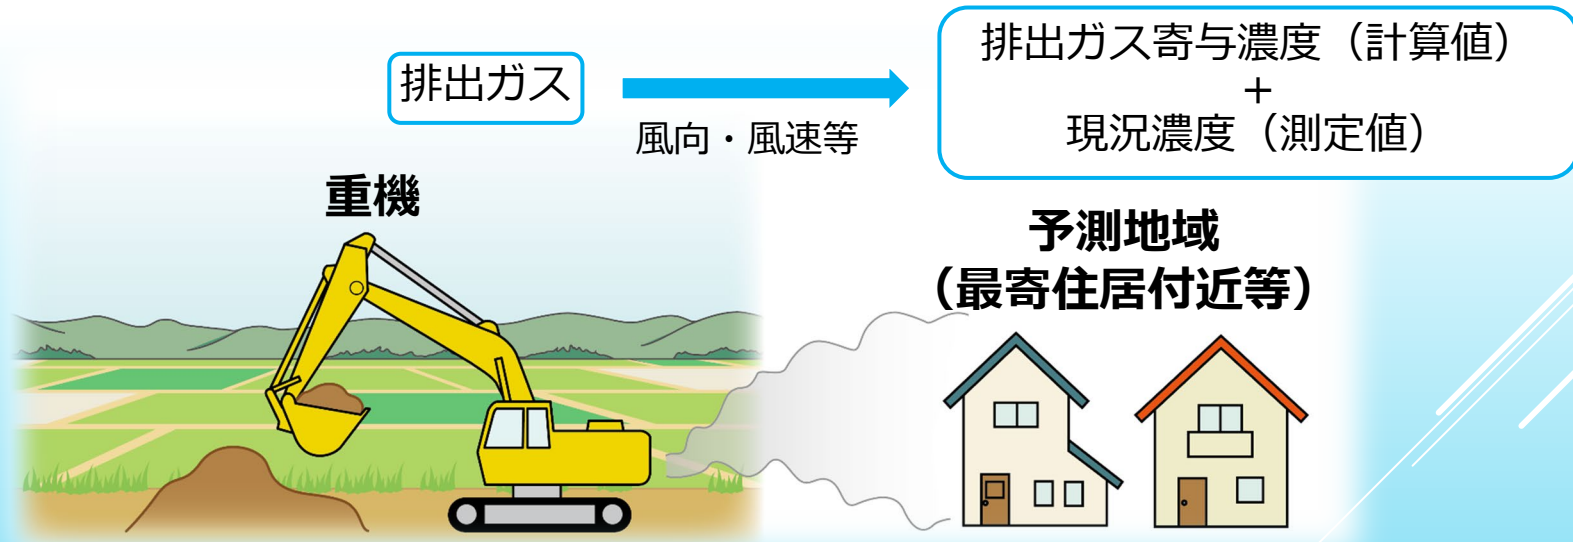 排出ガス
風向・風速等
排出ガス寄与濃度（計算値）
＋
現況濃度（測定値）
重機
予測地域
（最寄住居付近等）